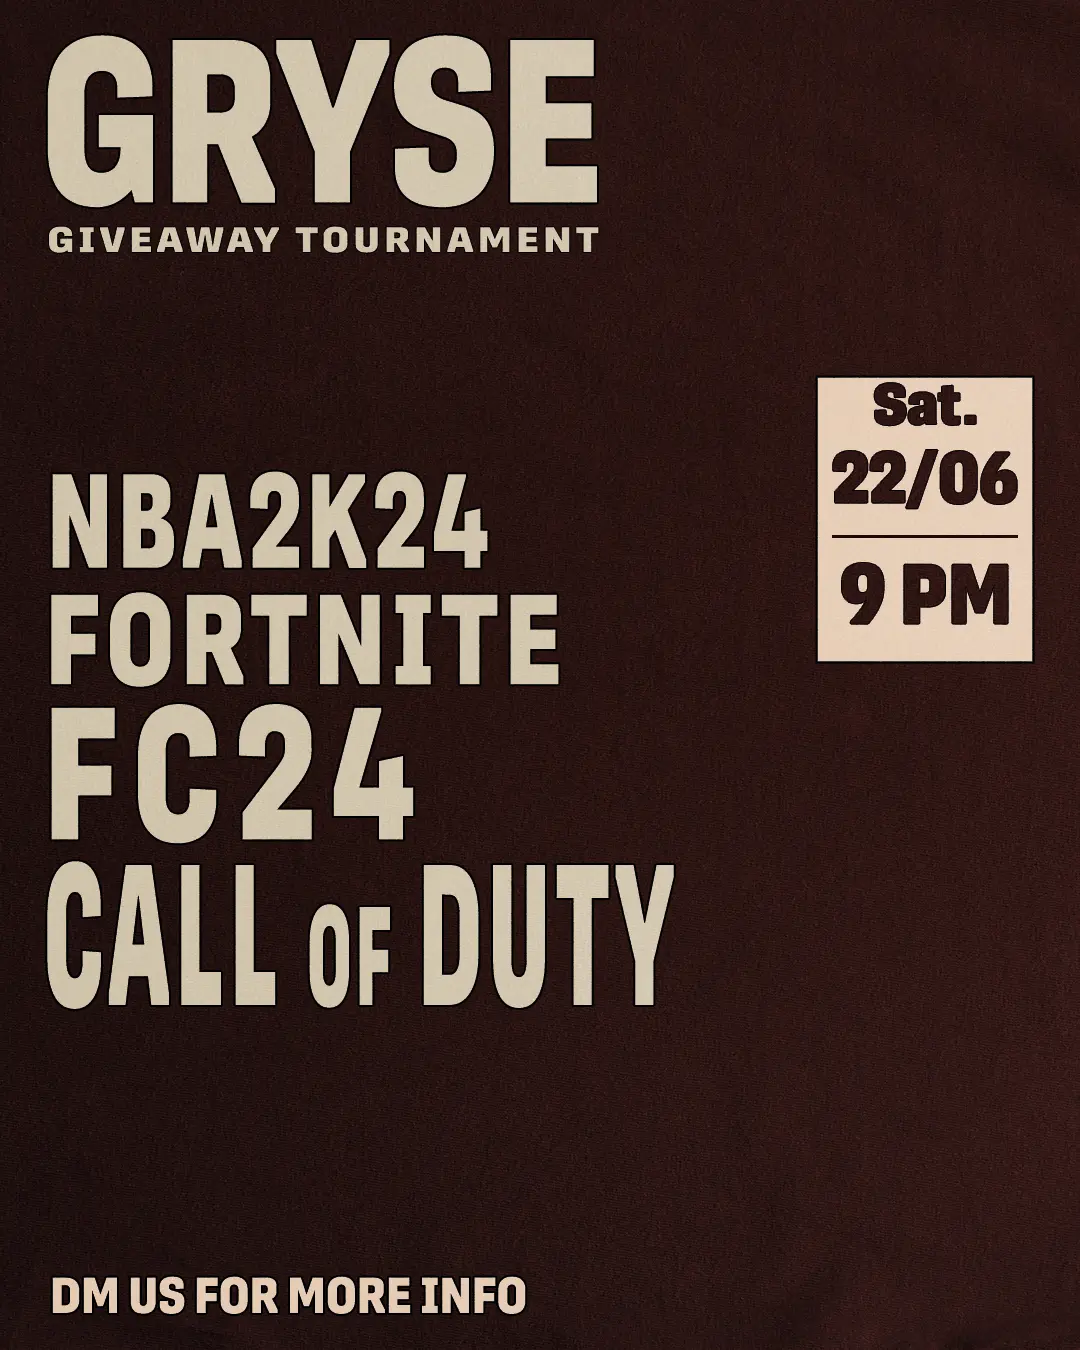 GRYSE
GIVEAWAY TOURNAMENT
Sat.
22/06
9 PM
NBA2K24
FORTNITE
FC24
CALL OF DUTY
DM US FOR MORE INFO